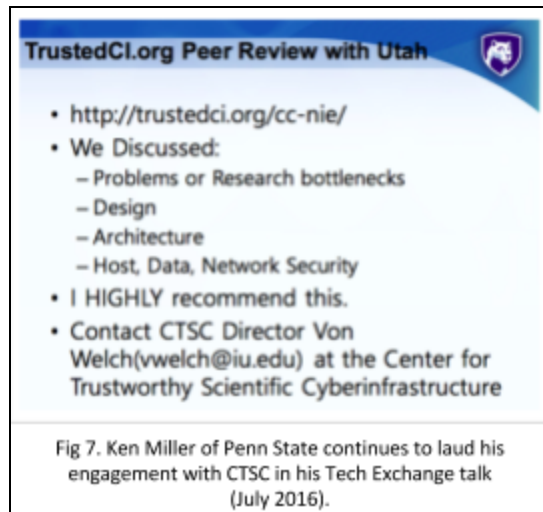 TrustedCI.org Peer Review with Utah
• http://trustedci.org/cc-nie/
• We Discussed:
– Problems or Research bottlenecks
– Design
– Architecture
– Host, Data, Network Security
• I HIGHLY recommend this.
• Contact CTSC Director Von
Welch(vwelch@iu.edu) at the Center for
Trustworthy Scientific Cyberinfrastructure
Fig 7. Ken Miller of Penn State continues to laud his
engagement with CTSC in his Tech Exchange talk
(July 2016).